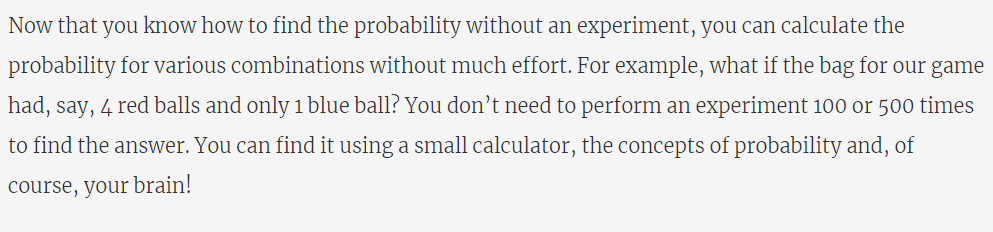 Now that you know how to find the probability without an experiment, you can calculate the
probability for various combinations without much effort. For example, what if the bag for our game
had, say, 4 red balls and only 1 blue ball? You don’t need to perform an experiment 100 or 500 times
to find the answer. You can find it using a small calculator, the concepts of probability and, of
course, your brain!